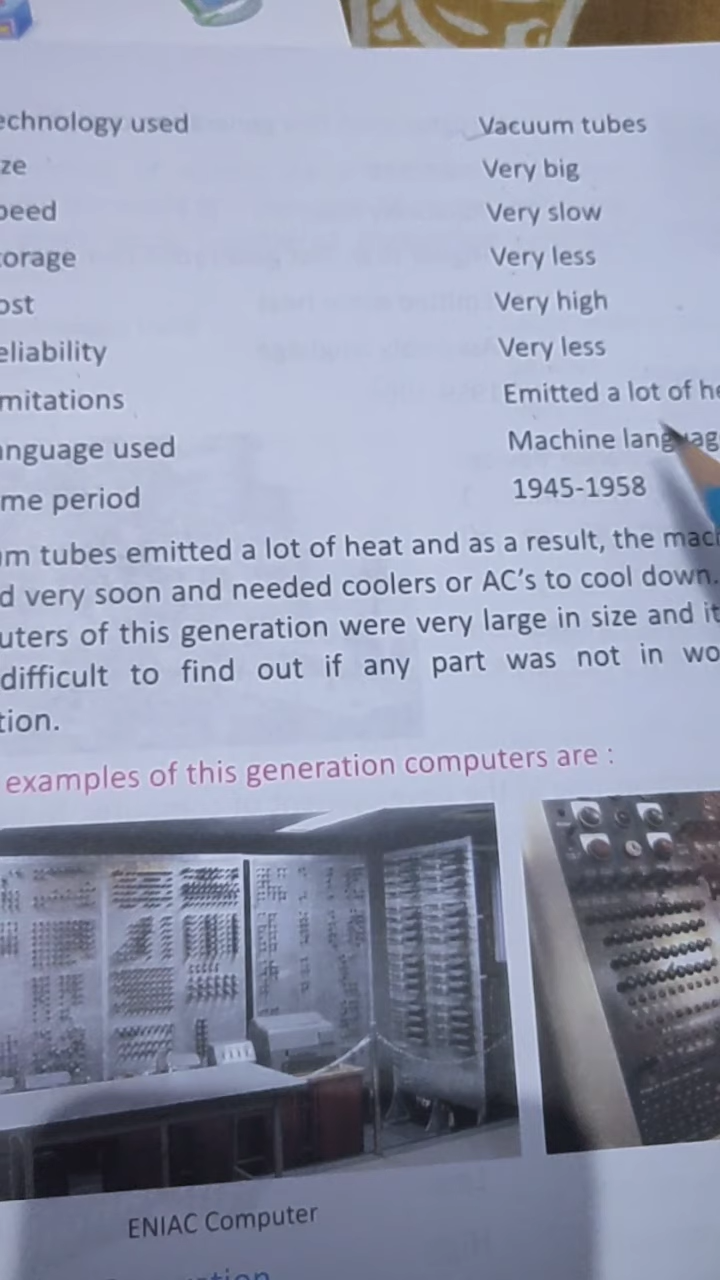 echnology used Vacuum tubes
ze Very big
peed Very slow
torage Very less
ost Very high
eliability Very less
mitations Emitted a lot of he
anguage used Machine languag
me period 1945-1958
m tubes emitted a lot of heat and as a result, the mach
d very soon and needed coolers or AC's to cool down.
uters of this generation were very large in size and it
difficult to find out if any part was not in wo
tion.
examples of this generation computers are :
ENIAC Computer